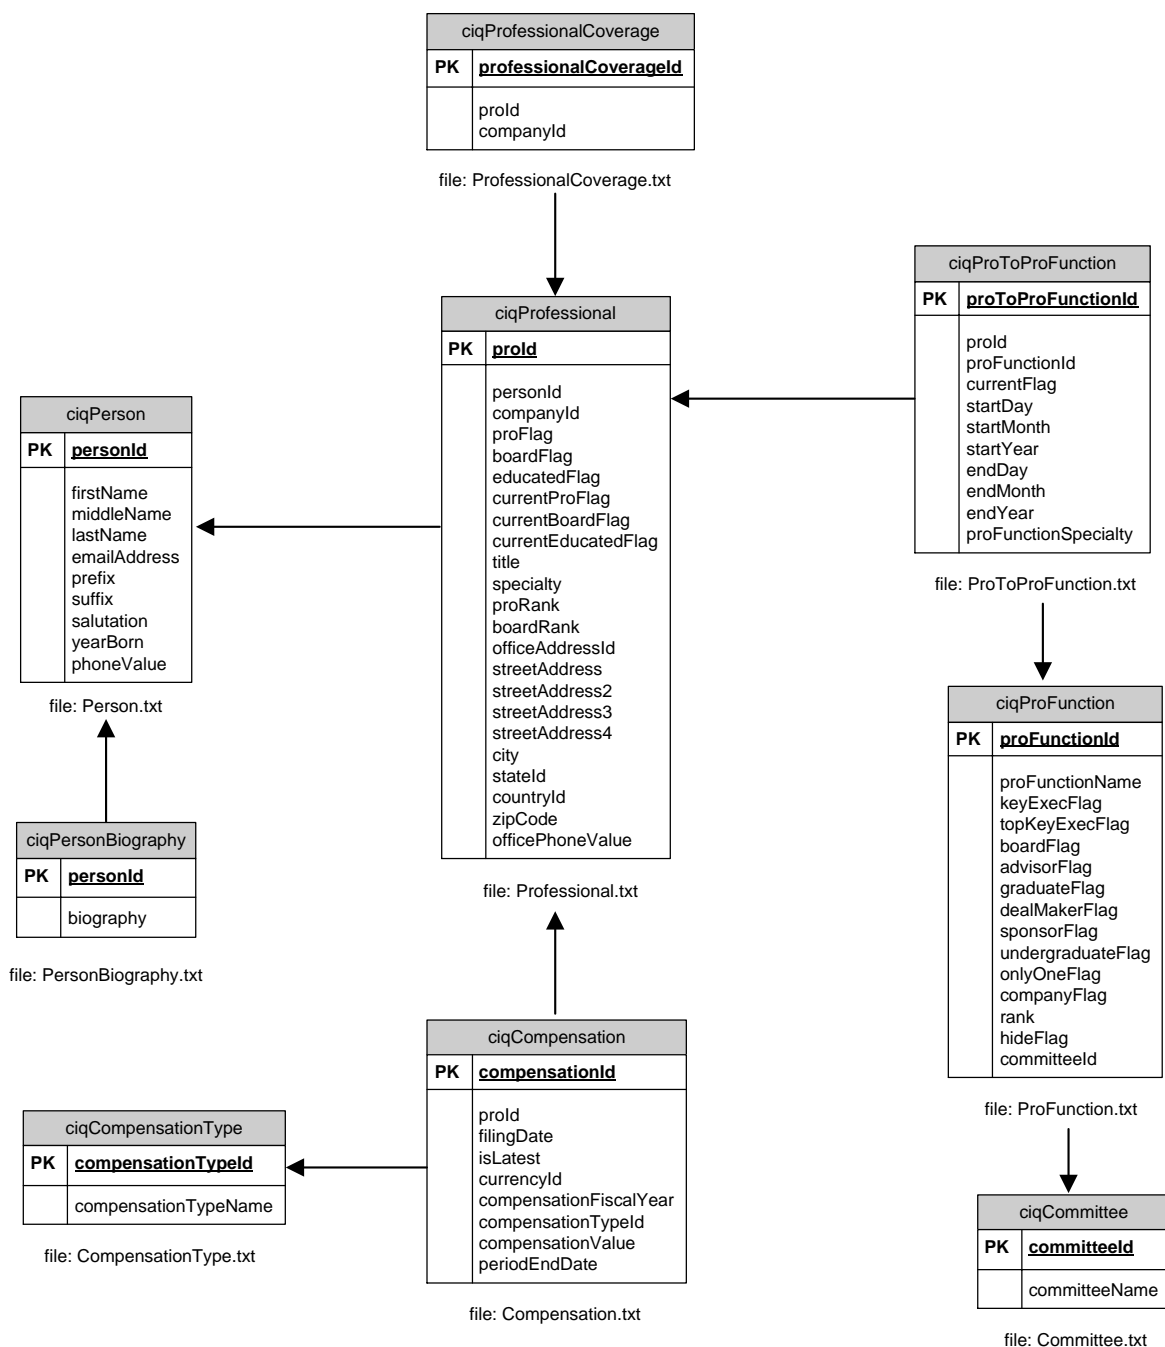 ciqProfessionalCoverage
PK professionalCoverageId
proId
companyId
file: ProfessionalCoverage.txt
ciqProToProFunction
PK proToProFunctionId
proId
proFunctionId
currentFlag
startDay
startMonth
startYear
endDay
endMonth
endYear
proFunctionSpecialty
file: ProToProFunction.txt
ciqProfessional
PK proId
personId
companyId
proFlag
boardFlag
educatedFlag
currentProFlag
currentBoardFlag
currentEducatedFlag
title
specialty
proRank
boardRank
officeAddressId
streetAddress
streetAddress2
streetAddress3
streetAddress4
city
stateId
countryId
zipCode
officePhoneValue
file: Professional.txt
ciqPerson
PK personId
firstName
middleName
lastName
emailAddress
prefix
suffix
salutation
yearBorn
phoneValue
file: Person.txt
ciqProFunction
PK proFunctionId
proFunctionName
keyExecFlag
topKeyExecFlag
boardFlag
advisorFlag
graduateFlag
dealMakerFlag
sponsorFlag
undergraduateFlag
onlyOneFlag
companyFlag
rank
hideFlag
committeeId
file: ProFunction.txt
ciqPersonBiography
PK personId
biography
file: PersonBiography.txt
ciqCompensation
PK compensationId
proId
filingDate
isLatest
currencyId
compensationFiscalYear
compensationTypeId
compensationValue
periodEndDate
file: Compensation.txt
ciqCompensationType
PK compensationTypeId
compensationTypeName
file: CompensationType.txt
ciqCommittee
PK committeeId
committeeName
file: Committee.txt